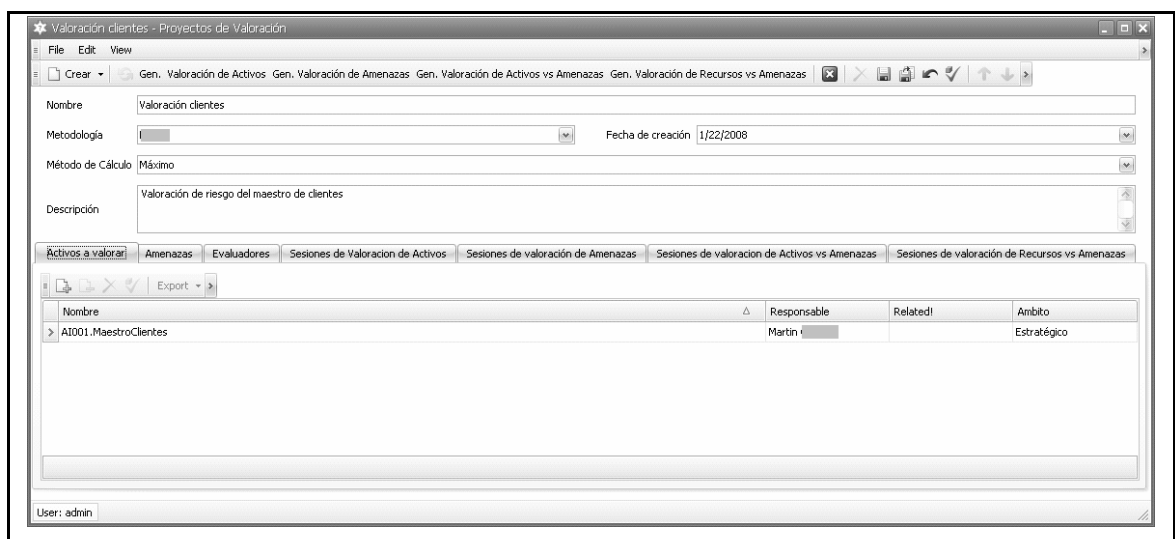 Valoración clientes - Proyectos de Valoración
File Edit View
Crear Gen. Valoración de Activos Gen. Valoración de Amenazas Gen. Valoración de Activos vs Amenazas Gen. Valoración de Recursos vs Amenazas
Nombre Valoración clientes
Metodología Fecha de creación 1/22/2008
Método de Cálculo Máximo
Descripción Valoración de riesgo del maestro de clientes
Activos a valorar Amenazas Evaluadores Sesiones de Valoracion de Activos Sesiones de valoración de Amenazas Sesiones de valoracion de Activos vs Amenazas Sesiones de valoración de Recursos vs Amenazas
Export
Nombre Responsable Related! Ambito
AI001.MaestroClientes Martin Estratégico
User: admin